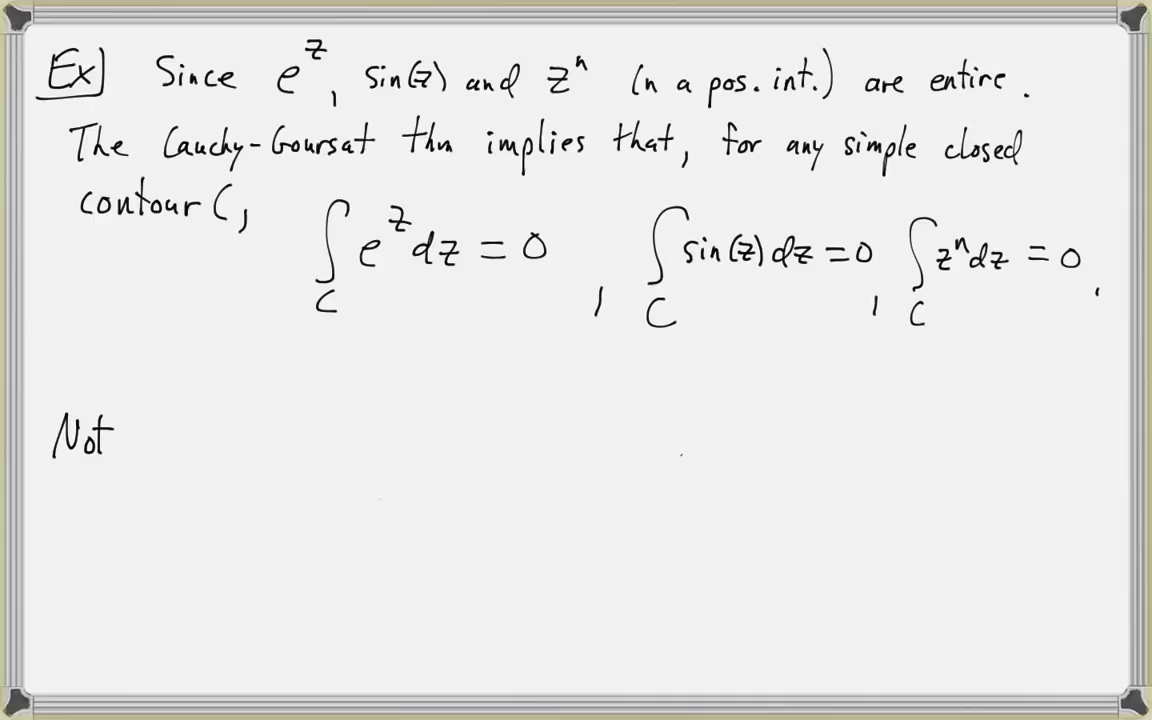 Ex Since e^z, sin(z) and z^n (n a pos. int.) are entire.
The Cauchy-Goursat thm implies that, for any simple closed
contour C,
∫_C e^z dz = 0, ∫_C sin(z) dz = 0, ∫_C z^n dz = 0.
Not